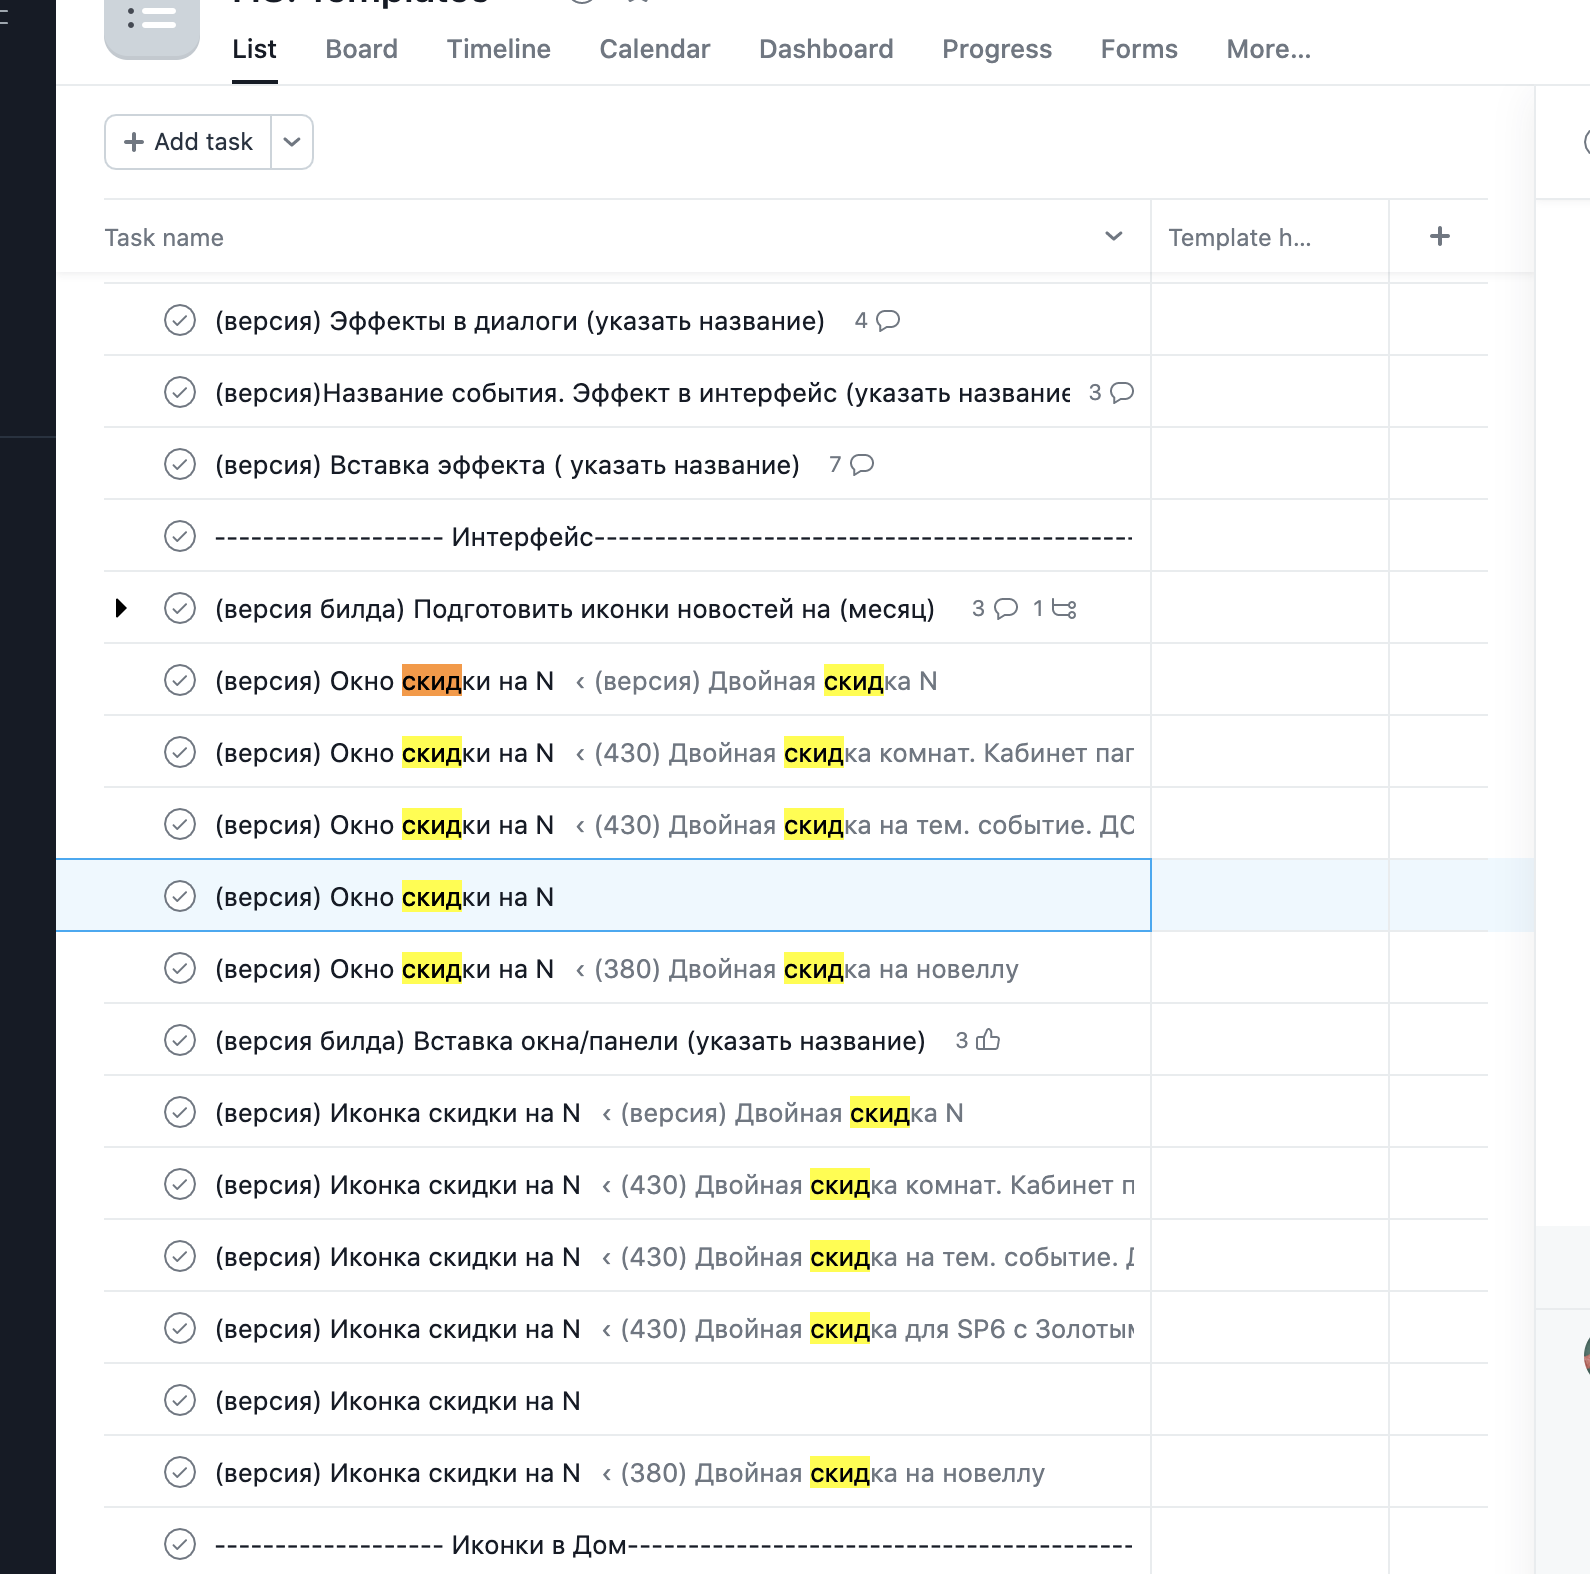 List Board Timeline Calendar Dashboard Progress Forms More...
+ Add task
Task name Template h...
(версия) Эффекты в диалоги (указать название) 4
(версия)Название события. Эффект в интерфейс (указать название 3
(версия) Вставка эффекта ( указать название) 7
------------------- Интерфейс--------------------------------------------
(версия билда) Подготовить иконки новостей на (месяц) 3 1
(версия) Окно скидки на N ‹ (версия) Двойная скидка N
(версия) Окно скидки на N ‹ (430) Двойная скидка комнат. Кабинет
(версия) Окно скидки на N ‹ (430) Двойная скидка на тем. событие.
(версия) Окно скидки на N
(версия) Окно скидки на N ‹ (380) Двойная скидка на новеллу
(версия билда) Вставка окна/панели (указать название) 3
(версия) Иконка скидки на N ‹ (версия) Двойная скидка N
(версия) Иконка скидки на N ‹ (430) Двойная скидка комнат. Кабинет
(версия) Иконка скидки на N ‹ (430) Двойная скидка на тем. событие.
(версия) Иконка скидки на N ‹ (430) Двойная скидка для SP6 с
(версия) Иконка скидки на N
(версия) Иконка скидки на N ‹ (380) Двойная скидка на новеллу
------------------- Иконки в Дом------------------------------------------